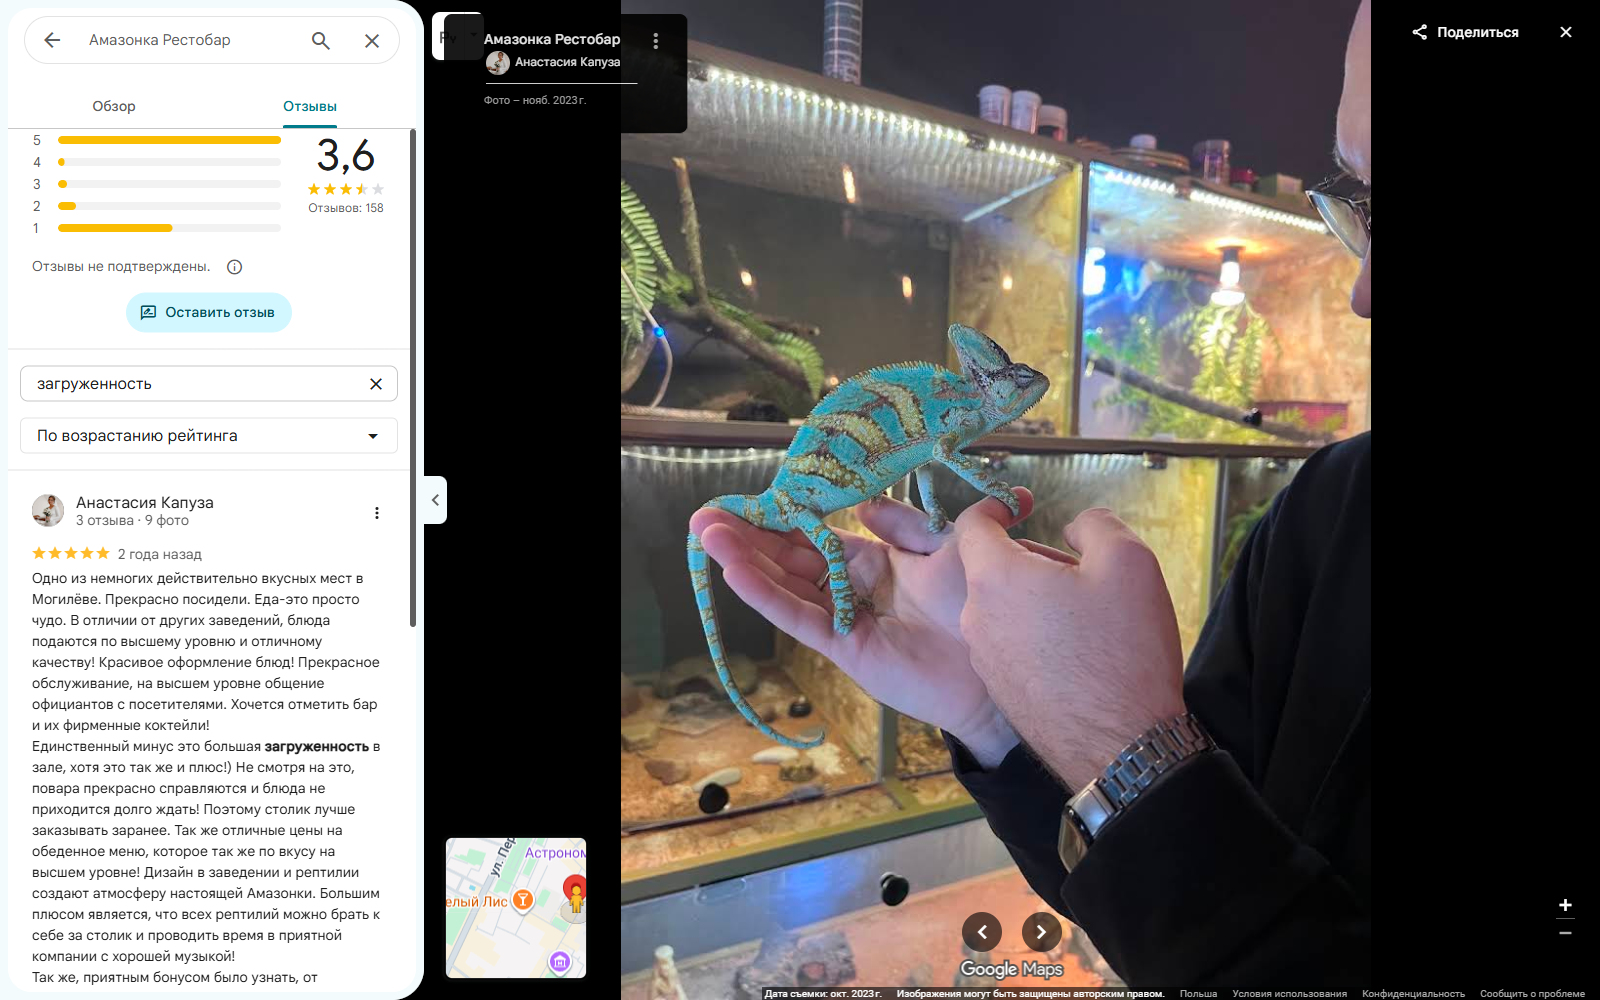 Амазонка Рестобар
Обзор
Отзывы
5
4
3
2
1
3,6
Отзывов: 158
Отзывы не подтверждены.
Оставить отзыв
загруженность
По возрастанию рейтинга
Анастасия Капуза
3 отзыва · 9 фото
2 года назад
Одно из немногих действительно вкусных мест в
Могилёве. Прекрасно посидели. Еда-это просто
чудо. В отличии от других заведений, блюда
подаются по высшему уровню и отличному
качеству! Красивое оформление блюд! Прекрасное
обслуживание, на высшем уровне общение
официантов с посетителями. Хочется отметить бар
и их фирменные коктейли!
Единственный минус это большая загруженность в
зале, хотя это так же и плюс!) Не смотря на это,
повара прекрасно справляются и блюда не
приходится долго ждать! Поэтому столик лучше
заказывать заранее. Так же отличные цены на
обеденное меню, которое так же по вкусу на
высшем уровне! Дизайн в заведении и рептилии
создают атмосферу настоящей Амазонки. Большим
плюсом является, что всех рептилий можно брать к
себе за столик и проводить время в приятной
компании с хорошей музыкой!
Так же, приятным бонусом было узнать, от
Амазонка Рестобар
Анастасия Капуза
Фото – нояб. 2023 г.
Поделиться
ул. Пер
Астроном
елый Лис
Google Maps
Дата съемки: окт. 2023 г.
Изображения могут быть защищены авторским правом.
Польша
Условия использования
Конфиденциальность
Сообщить о проблеме